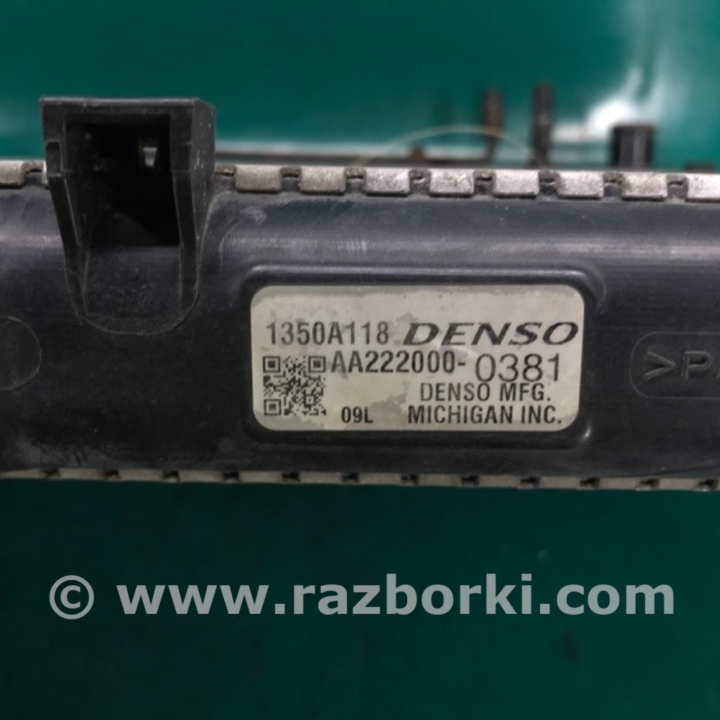 1350A118 DENSO
AA222000-0381
DENSO MFG.
09L MICHIGAN INC.
>P
© www.razborki.com